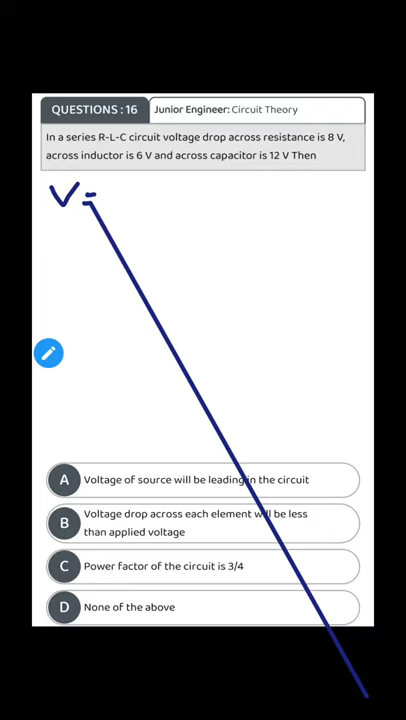 QUESTIONS : 16
Junior Engineer: Circuit Theory
In a series R-L-C circuit voltage drop across resistance is 8 V,
across inductor is 6 V and across capacitor is 12 V Then
V =
A Voltage of source will be leading in the circuit
B Voltage drop across each element will be less
than applied voltage
C Power factor of the circuit is 3/4
D None of the above